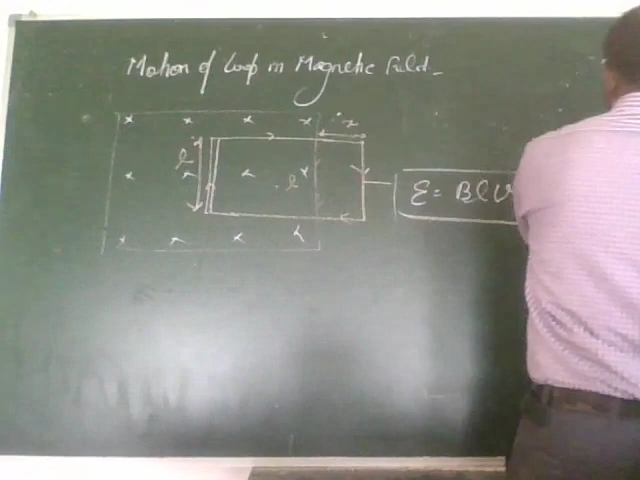 Motion of Loop in Magnetic Field-
x x x x x
l x x x x
. l
ε = Blv
x x x x